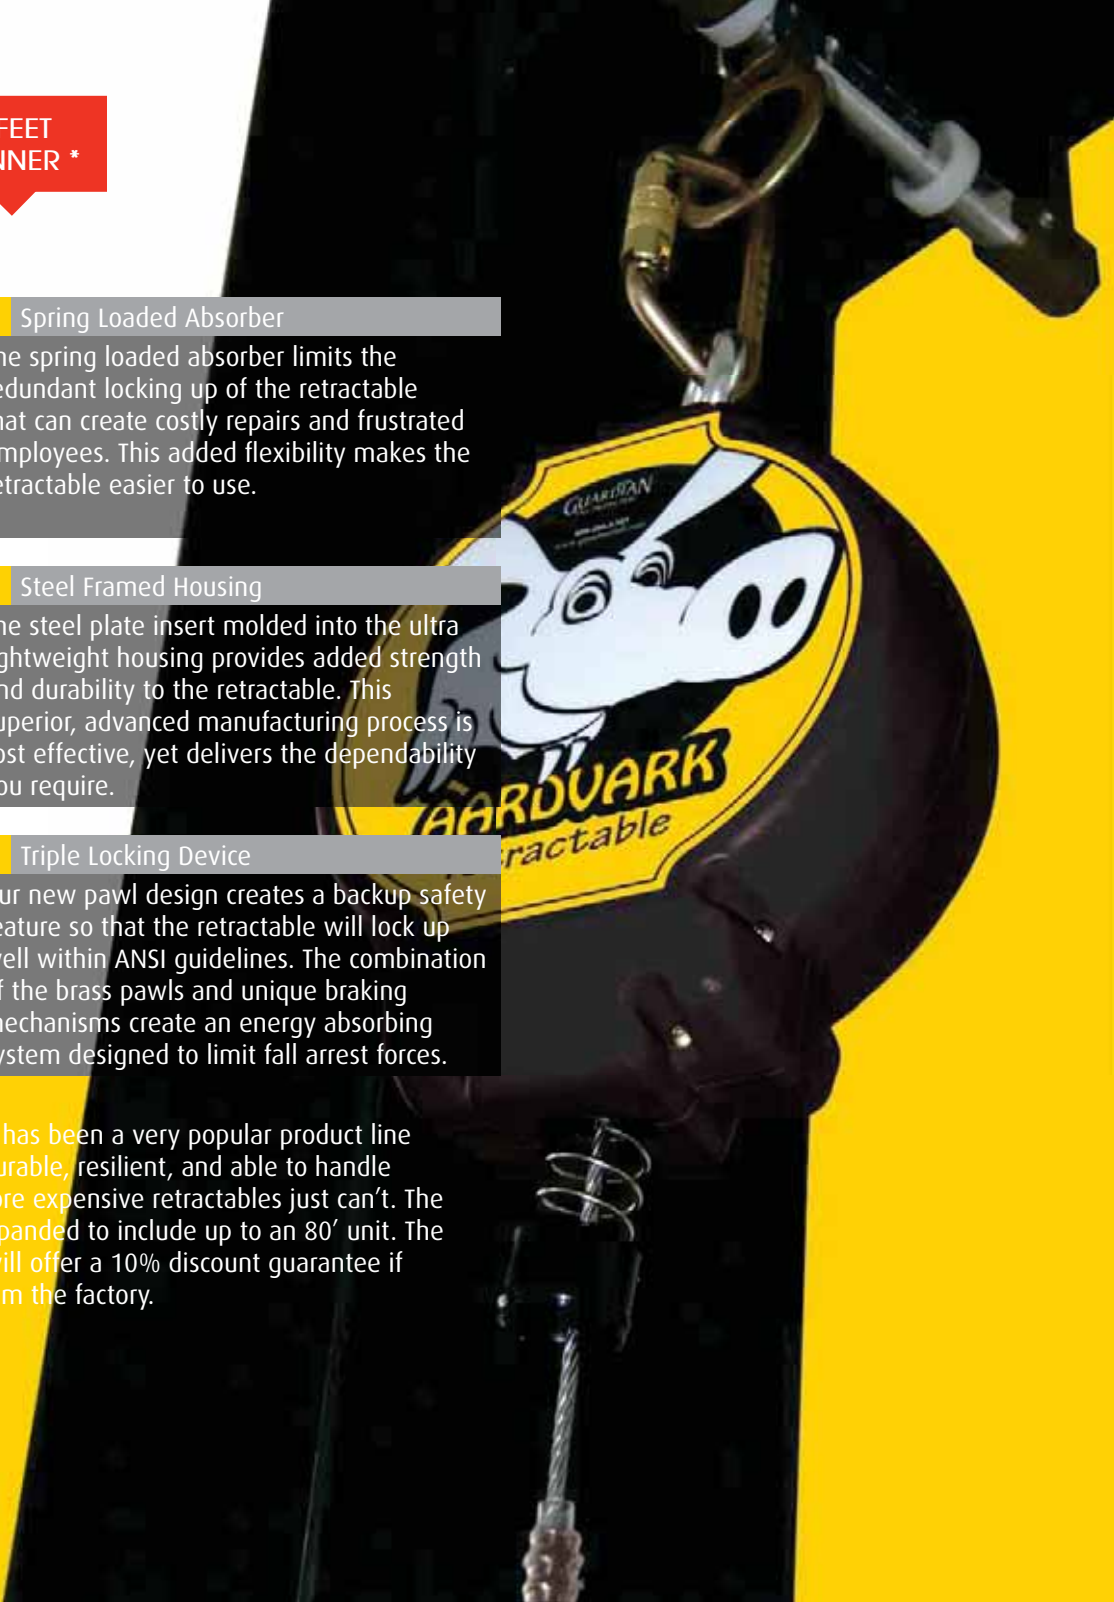 FEET
NNER *
Spring Loaded Absorber
he spring loaded absorber limits the
edundant locking up of the retractable
hat can create costly repairs and frustrated
mployees. This added flexibility makes the
etractable easier to use.
Steel Framed Housing
he steel plate insert molded into the ultra
ghtweight housing provides added strength
nd durability to the retractable. This
uperior, advanced manufacturing process is
ost effective, yet delivers the dependability
ou require.
Triple Locking Device
ur new pawl design creates a backup safety
eature so that the retractable will lock up
ell within ANSI guidelines. The combination
f the brass pawls and unique braking
echanisms create an energy absorbing
ystem designed to limit fall arrest forces.
has been a very popular product line
urable, resilient, and able to handle
ore expensive retractables just can't. The
panded to include up to an 80' unit. The
ill offer a 10% discount guarantee if
m the factory.
GUARDIAN
AARDVARK
tractable